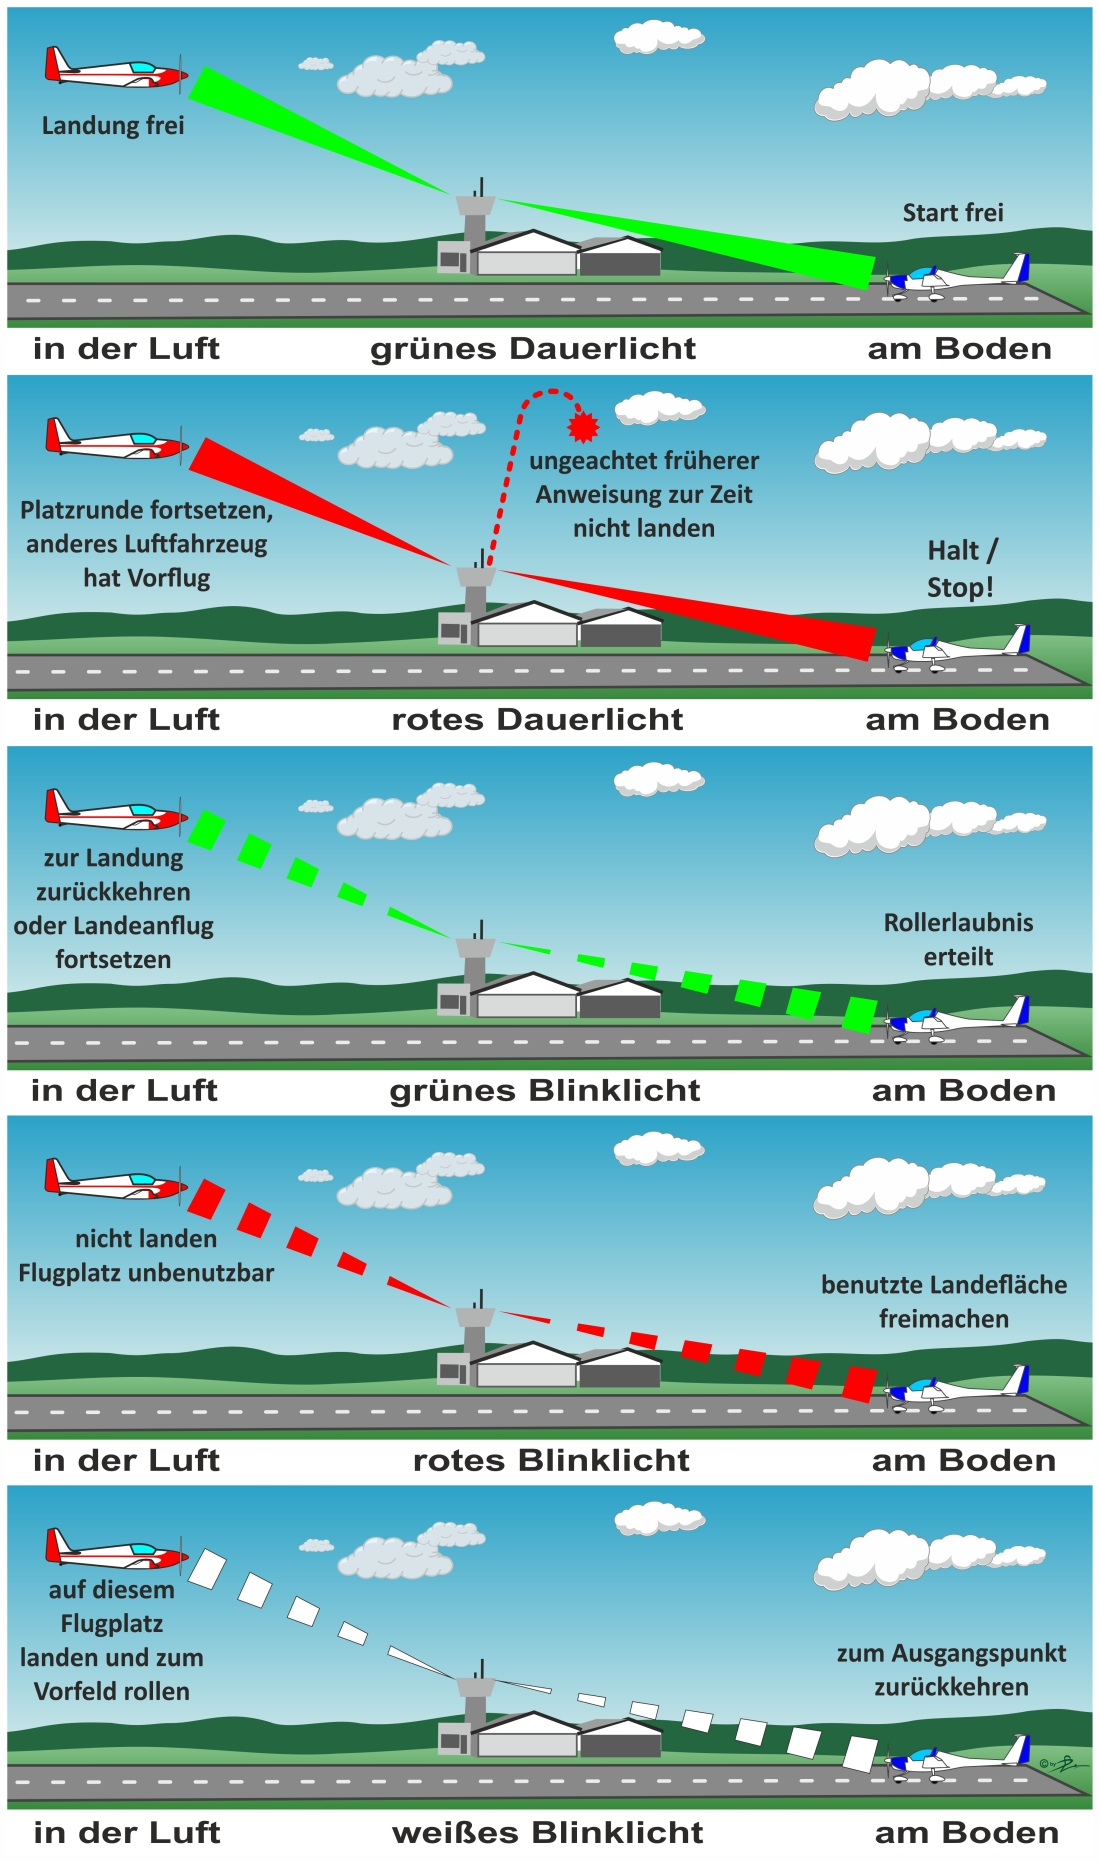 Landung frei
Start frei
in der Luft
grünes Dauerlicht
am Boden
ungeachtet früherer
Anweisung zur Zeit
nicht landen
Platzrunde fortsetzen,
anderes Luftfahrzeug
hat Vorflug
Halt /
Stop!
in der Luft
rotes Dauerlicht
am Boden
zur Landung
zurückkehren
oder Landeanflug
fortsetzen
Rollerlaubnis
erteilt
in der Luft
grünes Blinklicht
am Boden
nicht landen
Flugplatz unbenutzbar
benutzte Landefläche
freimachen
in der Luft
rotes Blinklicht
am Boden
auf diesem
Flugplatz
landen und zum
Vorfeld rollen
zum Ausgangspunkt
zurückkehren
© by
in der Luft
weißes Blinklicht
am Boden